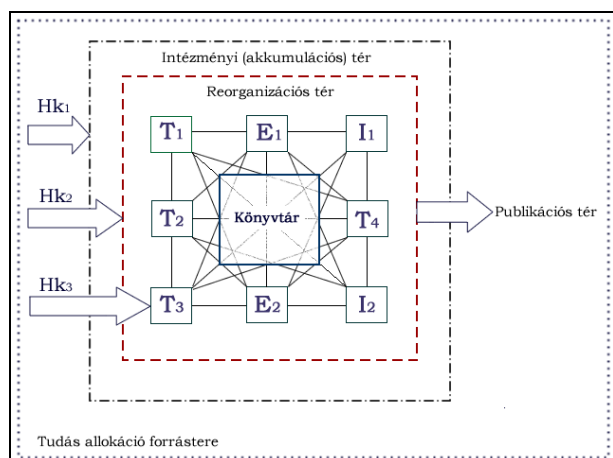 Intézményi (akkumulációs) tér
Reorganizációs tér
Hk1
T1 E1 I1
Hk2
T2 Könyvtár T4
Publikációs tér
Hk3
T3 E2 I2
Tudás allokáció forrástere